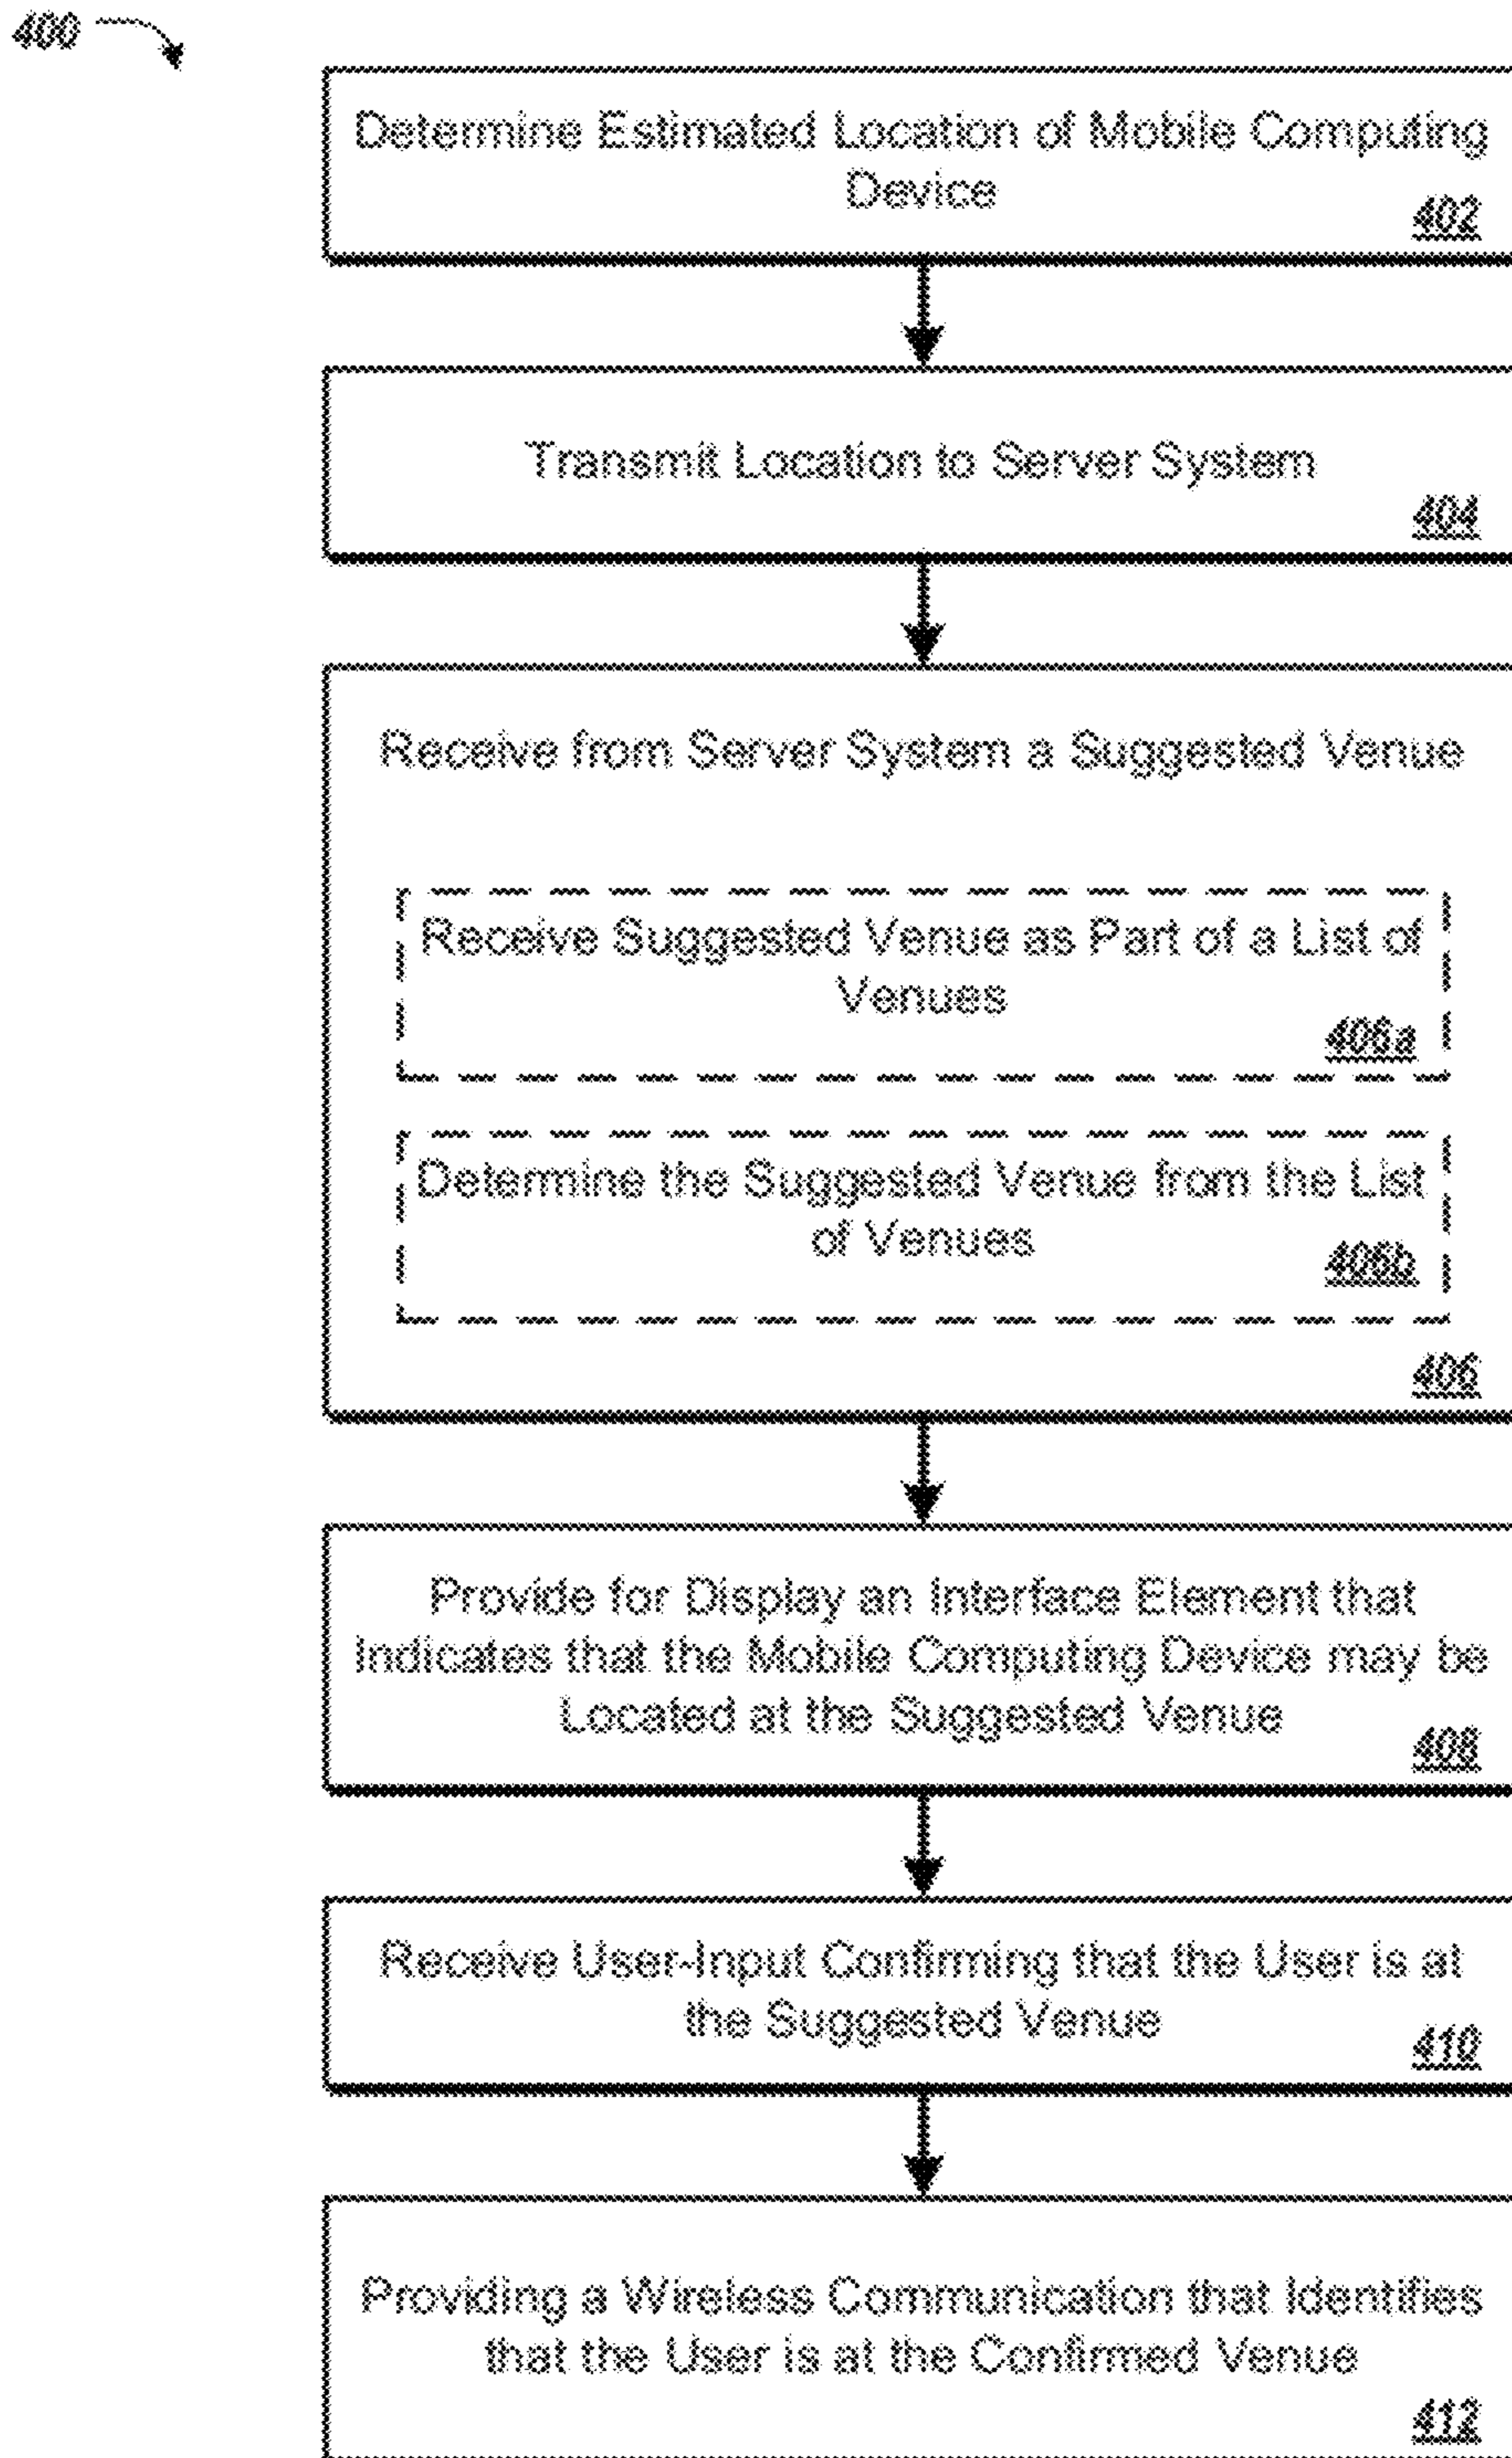 400
Determine Estimated Location of Mobile Computing
Device
402
Transmit Location to Server System
404
Receive from Server System a Suggested Venue
Receive Suggested Venue as Part of a List of
Venues
406a
Determine the Suggested Venue from the List
of Venues
406b
406
Provide for Display an Interface Element that
Indicates that the Mobile Computing Device may be
Located at the Suggested Venue
408
Receive User-Input Confirming that the User is at
the Suggested Venue
410
Providing a Wireless Communication that Identifies
that the User is at the Confirmed Venue
412